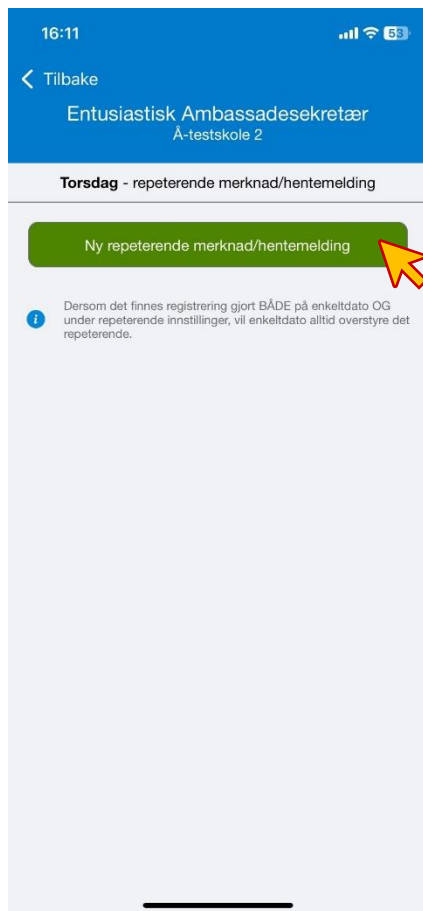 16:11
53
Tilbake
Entusiastisk Ambassadesekretær
Å-testskole 2
Torsdag - repeterende merknad/hentemelding
Ny repeterende merknad/hentemelding
Dersom det finnes registrering gjort BÅDE på enkeltdato OG
under repeterende innstillinger, vil enkeltdato alltid overstyre det
repeterende.